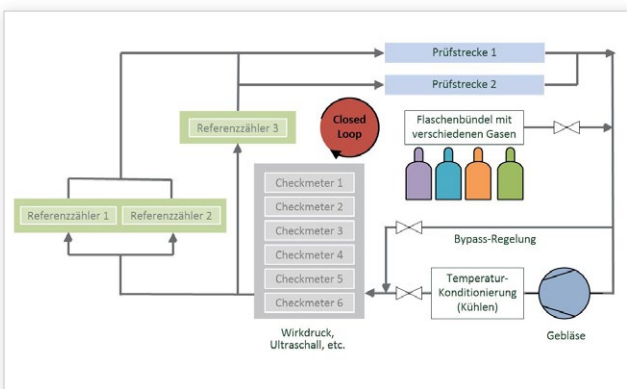 Prüfstrecke 1
Prüfstrecke 2
Referenzzähler 3
Closed
Loop
Flaschenbündel mit
verschiedenen Gasen
Checkmeter 1
Checkmeter 2
Checkmeter 3
Checkmeter 4
Checkmeter 5
Checkmeter 6
Referenzzähler 1
Referenzzähler 2
Bypass-Regelung
Temperatur-
Konditionierung
(Kühlen)
Gebläse
Wirkdruck,
Ultraschall, etc.